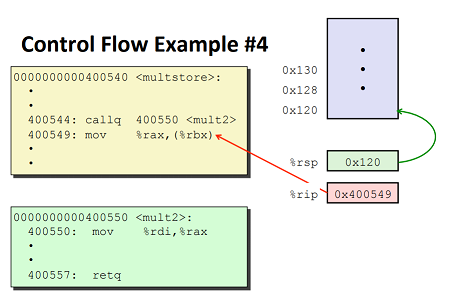 Control Flow Example #4
0000000000400540 <multstore>:
•
•
400544: callq 400550 <mult2>
400549: mov %rax,(%rbx)
•
•
0000000000400550 <mult2>:
400550: mov %rdi,%rax
•
•
400557: retq
•
•
•
0x130
0x128
0x120
%rsp 0x120
%rip 0x400549